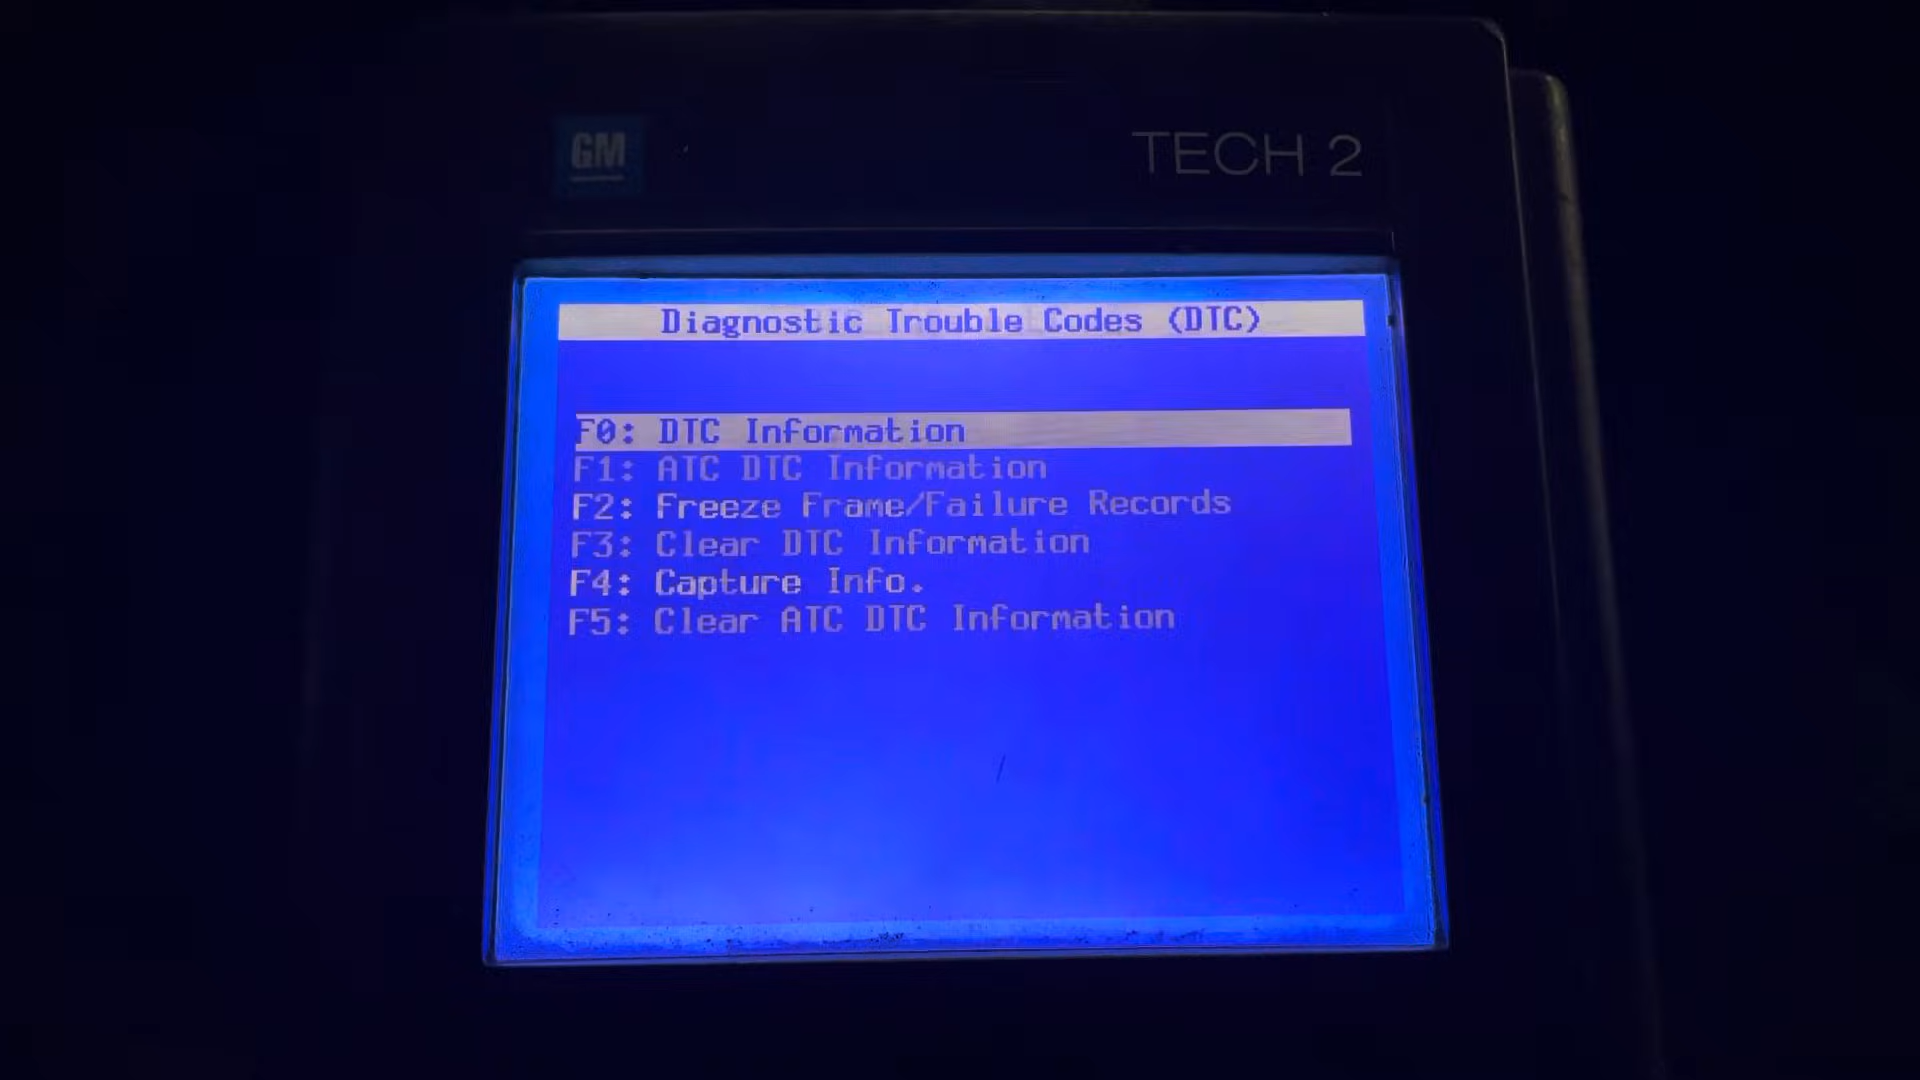 GM
TECH 2
Diagnostic Trouble Codes (DTC)
F0: DTC Information
F1: ATC DTC Information
F2: Freeze Frame/Failure Records
F3: Clear DTC Information
F4: Capture Info.
F5: Clear ATC DTC Information